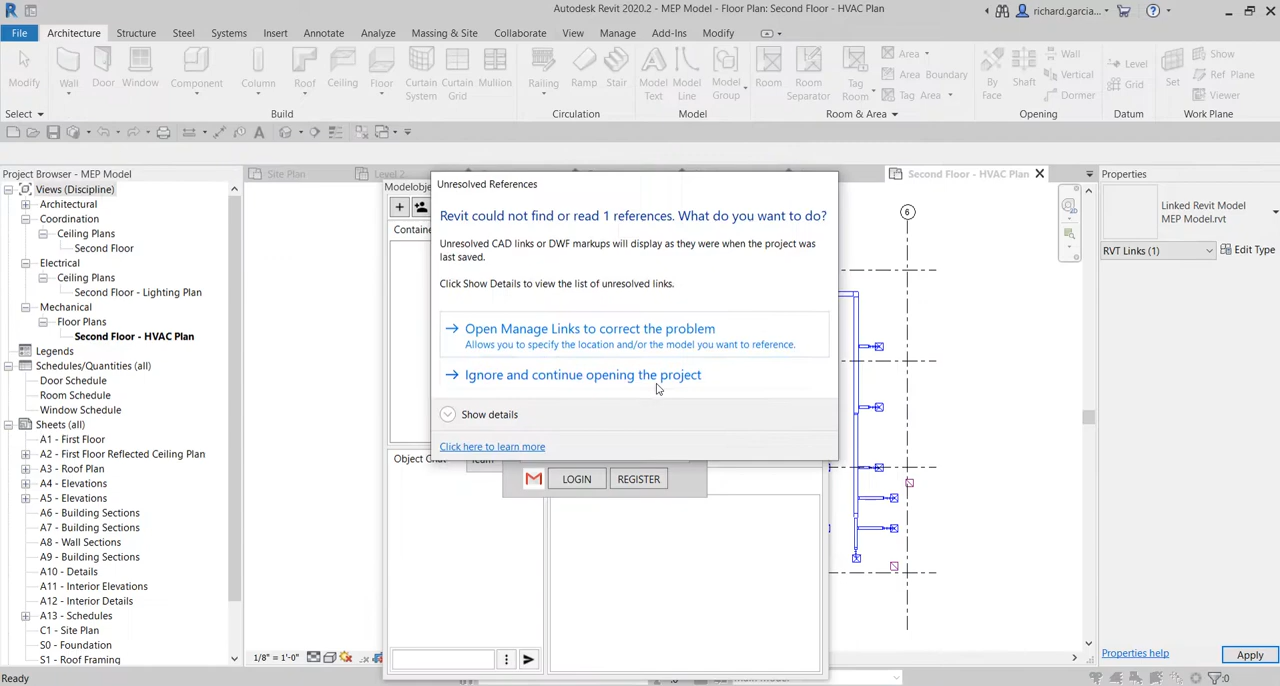 Autodesk Revit 2020.2 - MEP Model - Floor Plan: Second Floor - HVAC Plan
richard.garcia...
File Architecture Structure Steel Systems Insert Annotate Analyze Massing & Site Collaborate View Manage Add-Ins Modify
Modify Wall Door Window Component Column Roof Ceiling Floor Curtain System Curtain Grid Mullion Railing Ramp Stair Model Text Model Line Model Group Room Room Separator Tag Room
Area
Area Boundary
Tag Area
By Face Shaft
Wall
Vertical
Dormer
Level
Grid
Set
Show
Ref Plane
Viewer
Select Build Circulation Model Room & Area Opening Datum Work Plane
Project Browser - MEP Model
Views (Discipline)
Architectural
Coordination
Ceiling Plans
Second Floor
Electrical
Ceiling Plans
Second Floor - Lighting Plan
Mechanical
Floor Plans
Second Floor - HVAC Plan
Legends
Schedules/Quantities (all)
Door Schedule
Room Schedule
Window Schedule
Sheets (all)
A1 - First Floor
A2 - First Floor Reflected Ceiling Plan
A3 - Roof Plan
A4 - Elevations
A5 - Elevations
A6 - Building Sections
A7 - Building Sections
A8 - Wall Sections
A9 - Building Sections
A10 - Details
A11 - Interior Elevations
A12 - Interior Details
A13 - Schedules
C1 - Site Plan
S0 - Foundation
S1 - Roof Framing
Site Plan
Level 2
Second Floor - HVAC Plan
Modelobje
Containe
Unresolved References
Revit could not find or read 1 references. What do you want to do?
Unresolved CAD links or DWF markups will display as they were when the project was
last saved.
Click Show Details to view the list of unresolved links.
Open Manage Links to correct the problem
Allows you to specify the location and/or the model you want to reference.
Ignore and continue opening the project
Show details
Click here to learn more
Object Chat
Team
LOGIN REGISTER
6
Properties
Linked Revit Model
MEP Model.rvt
RVT Links (1)
Edit Type
Properties help
Apply
1/8" = 1'-0"
Ready
Main Model
:0